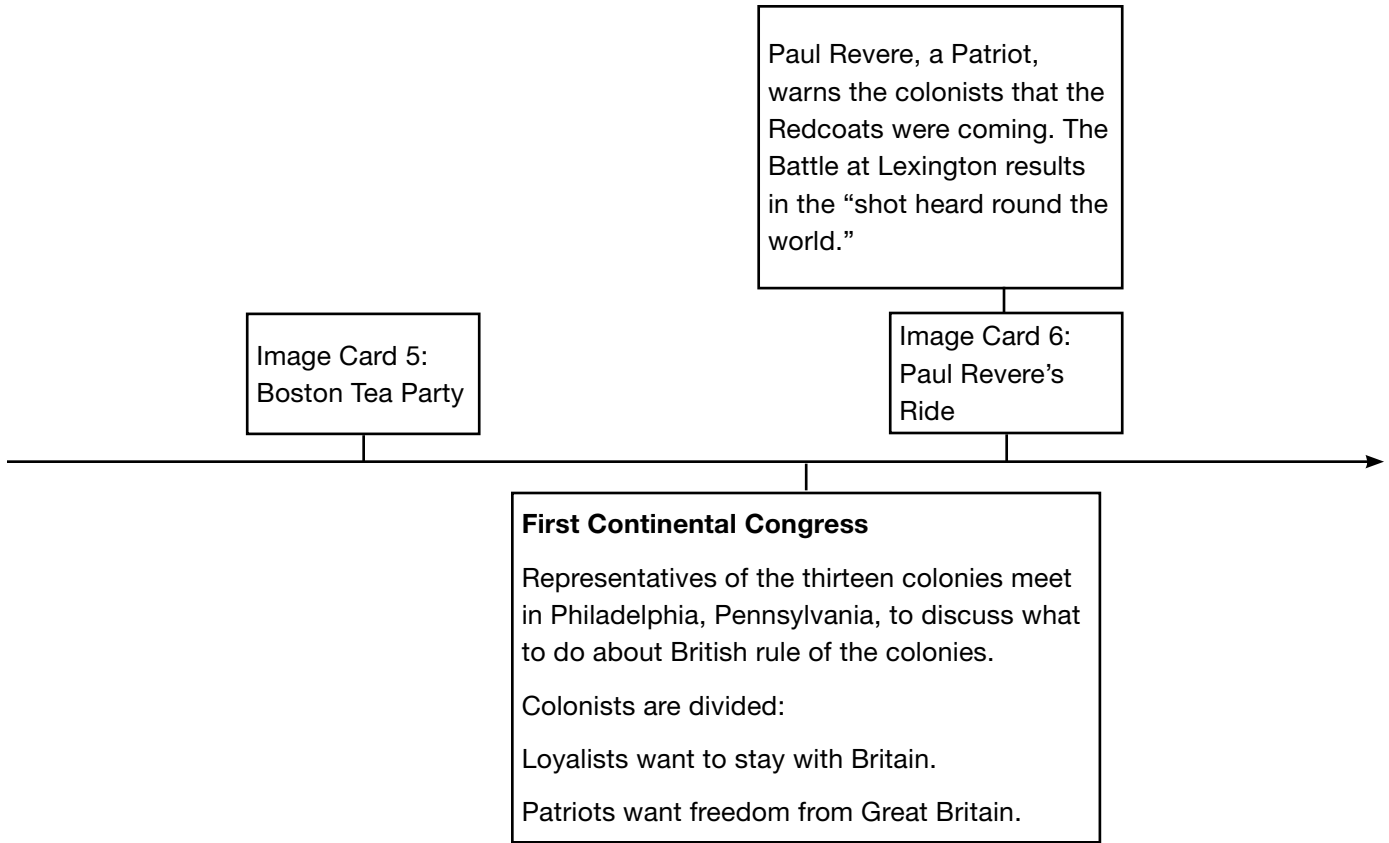 Paul Revere, a Patriot,
warns the colonists that the
Redcoats were coming. The
Battle at Lexington results
in the “shot heard round the
world.”
Image Card 5:
Boston Tea Party
Image Card 6:
Paul Revere’s
Ride
First Continental Congress
Representatives of the thirteen colonies meet
in Philadelphia, Pennsylvania, to discuss what
to do about British rule of the colonies.
Colonists are divided:
Loyalists want to stay with Britain.
Patriots want freedom from Great Britain.